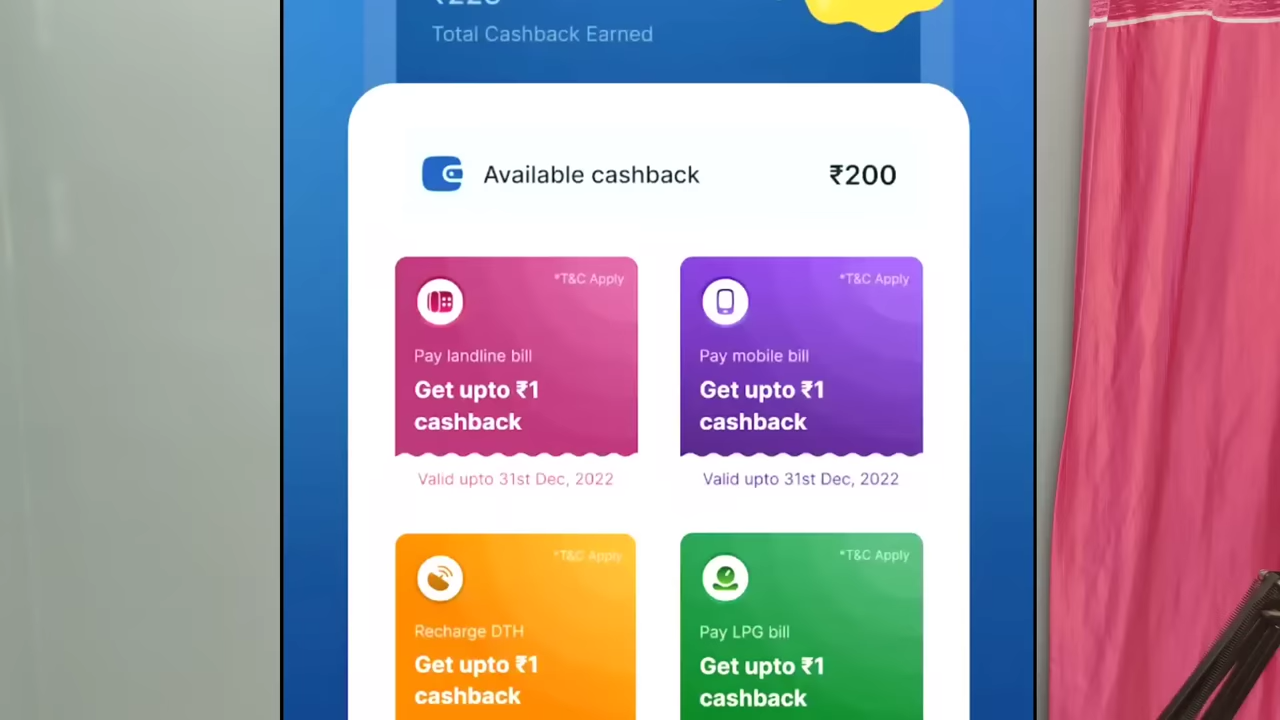 Total Cashback Earned
Available cashback ₹200
*T&C Apply
Pay landline bill
Get upto ₹1
cashback
Valid upto 31st Dec, 2022
*T&C Apply
Pay mobile bill
Get upto ₹1
cashback
Valid upto 31st Dec, 2022
*T&C Apply
Recharge DTH
Get upto ₹1
cashback
*T&C Apply
Pay LPG bill
Get upto ₹1
cashback